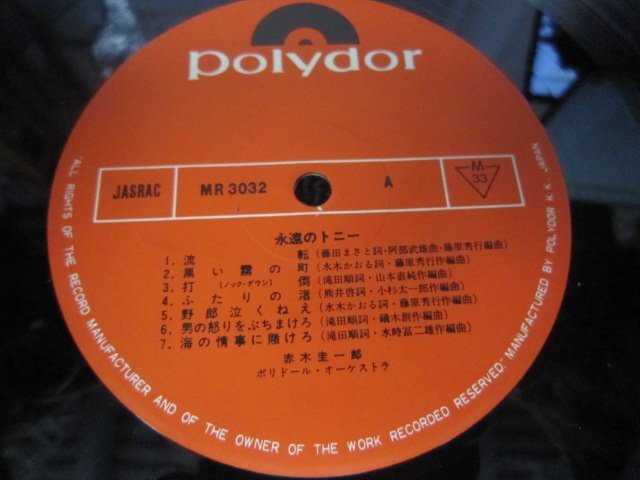 polydor
JASRAC
MR 3032
A
M
33
永遠のトニー
1. 流転(藤田まさと詞・阿部武雄曲・藤原秀行編曲)
2. 黒い霧の町(水木かおる詞・藤原秀行作編曲)
3. 打倒(ノック・ダウン)(滝田順詞・山本直純作編曲)
4. ふたりの渚(熊井啓詞・小杉太一郎作編曲)
5. 野郎泣くねえ(水木かおる詞・藤原秀行作編曲)
6. 男の怒りをぶちまけろ(滝田順詞・鏑木創作編曲)
7. 海の情事に賭けろ(滝田順詞・水時冨二雄作編曲)
赤木圭一郎
ポリドール・オーケストラ
"ALL RIGHTS OF THE RECORD MANUFACTURER AND OF THE OWNER OF THE WORK RECORDED RESERVED," MANUFACTURED BY POLYDOR K.K. JAPAN